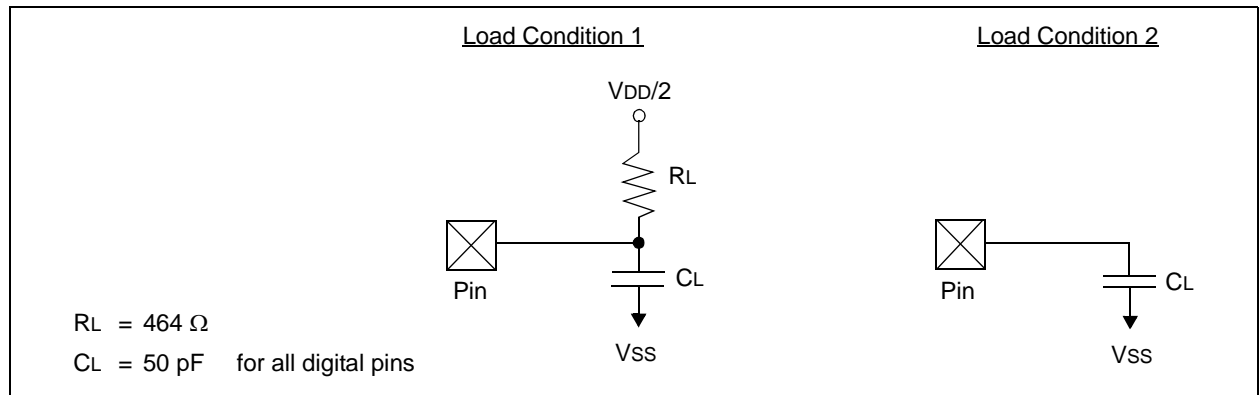 Load Condition 1
Load Condition 2
VDD/2
RL
CL
Pin
VSS
CL
Pin
VSS
RL = 464 Ω
CL = 50 pF for all digital pins